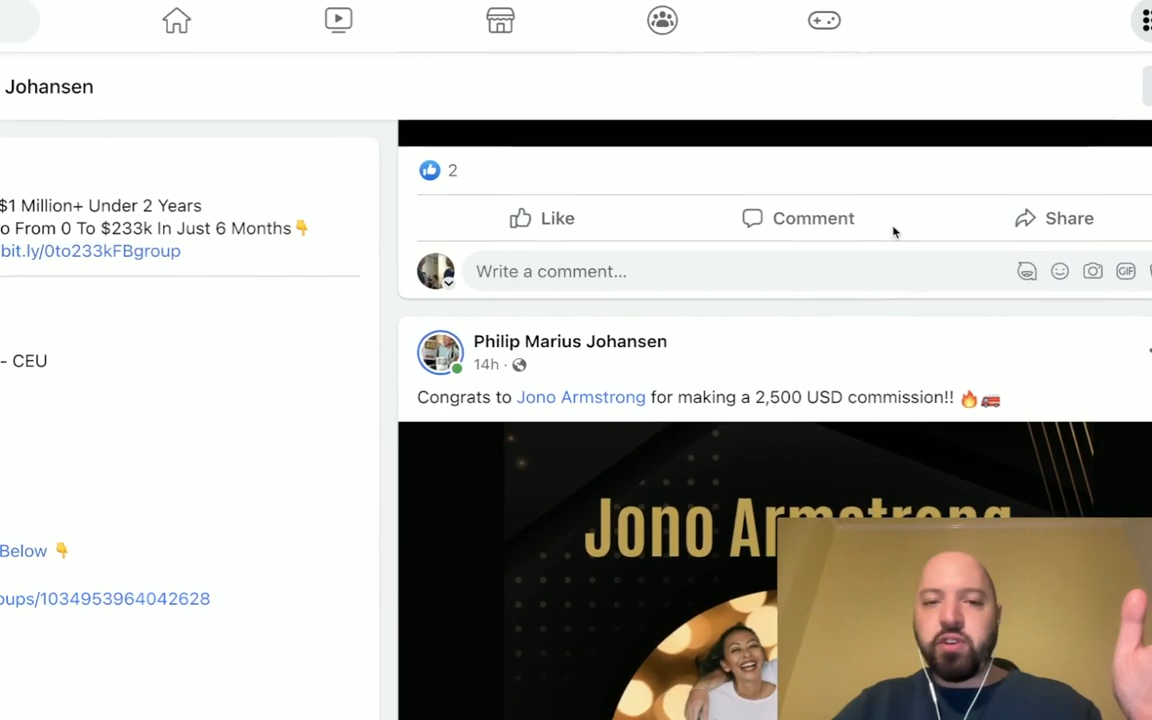 Johansen
$1 Million+ Under 2 Years
o From 0 To $233k In Just 6 Months👇
bit.ly/0to233kFBgroup
- CEU
Below 👇
oups/1034953964042628
2
Like
Comment
Share
Write a comment...
GIF
Philip Marius Johansen
14h ·
Congrats to Jono Armstrong for making a 2,500 USD commission!! 🔥🚒
Jono Armstrong